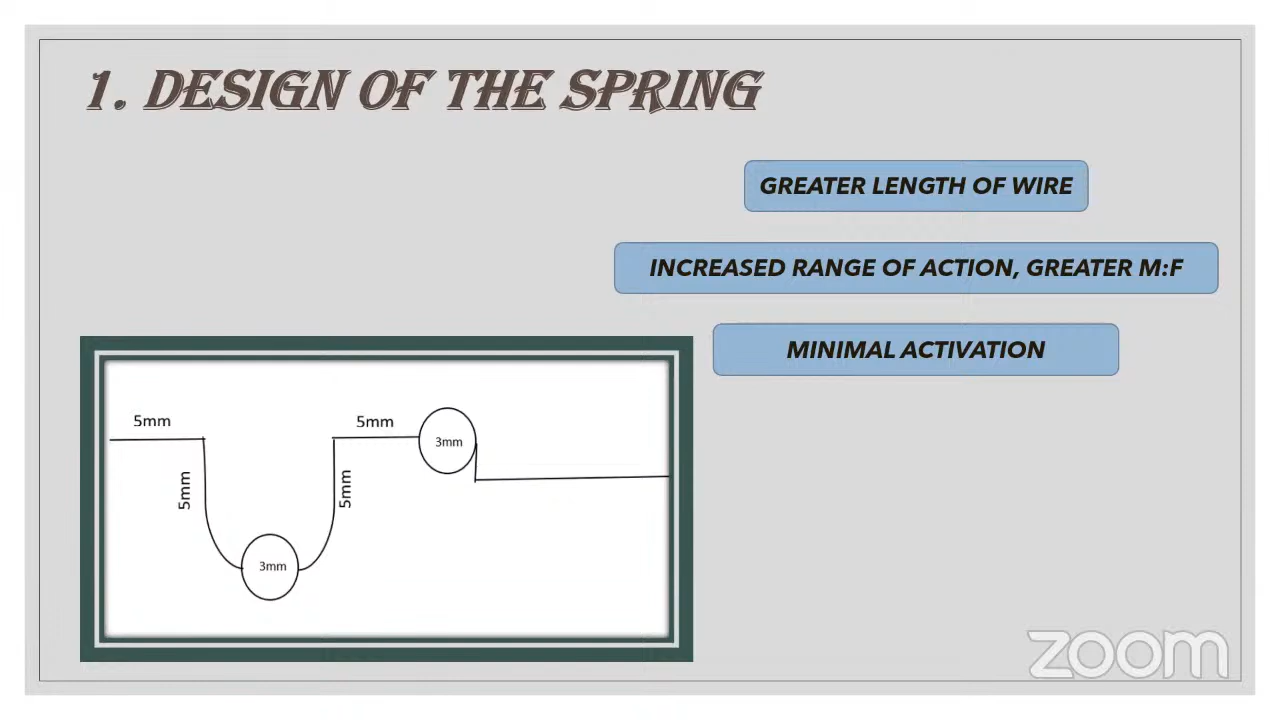 1. DESIGN OF THE SPRING
GREATER LENGTH OF WIRE
INCREASED RANGE OF ACTION, GREATER M:F
MINIMAL ACTIVATION
5mm
5mm
3mm
5mm
5mm
3mm
zoom